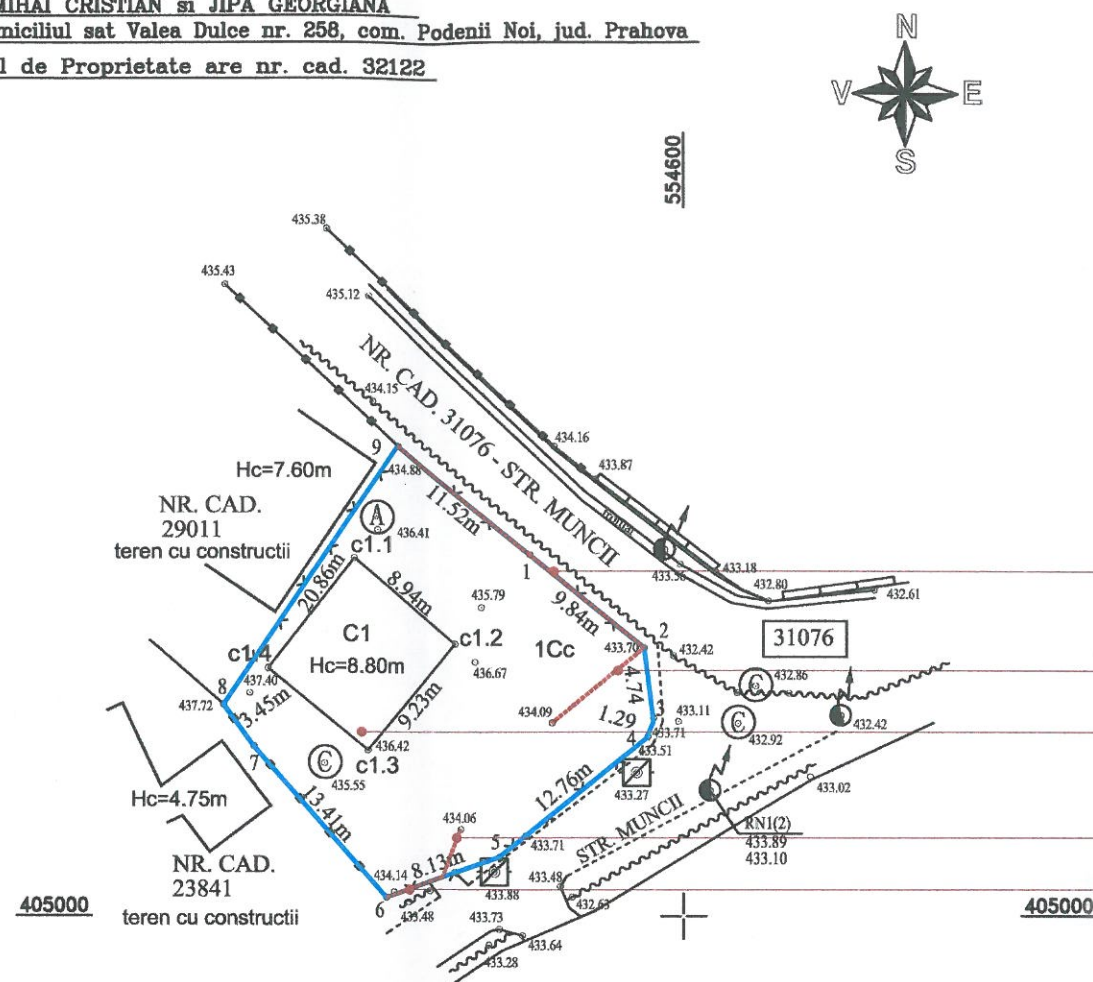 MIHAI CRISTIAN si JIPA GEORGIANA
miciliul sat Valea Dulce nr. 258, com. Podenii Noi, jud. Prahova
l de Proprietate are nr. cad. 32122
N
V
E
S
554600
435.38
435.43
435.12
434.15
NR. CAD. 31076 - STR. MUNCII
434.16
433.87
9
434.88
Hc=7.60m
11.52m
NR. CAD.
29011
teren cu constructii
A
436.41
c1.1
433.56
433.18
432.80
432.61
1
20.86m
8.94m
435.79
9.84m
C1
c1.2
Hc=8.80m
1Cc
2
433.70
432.42
31076
c1.4
437.40
436.67
4.74
C
432.86
8
437.72
3.45m
9.23m
434.09
1.29
3
433.11
433.71
C
432.92
432.42
7
436.42
c1.3
4
433.51
C
435.55
433.27
Hc=4.75m
13.41m
12.76m
433.02
STR. MUNCII
434.06
RN1(2)
433.89
433.10
5
433.71
NR. CAD.
23841
teren cu constructii
8.13m
434.14
433.88
433.48
6
433.48
432.63
405000
405000
433.73
433.64
433.28